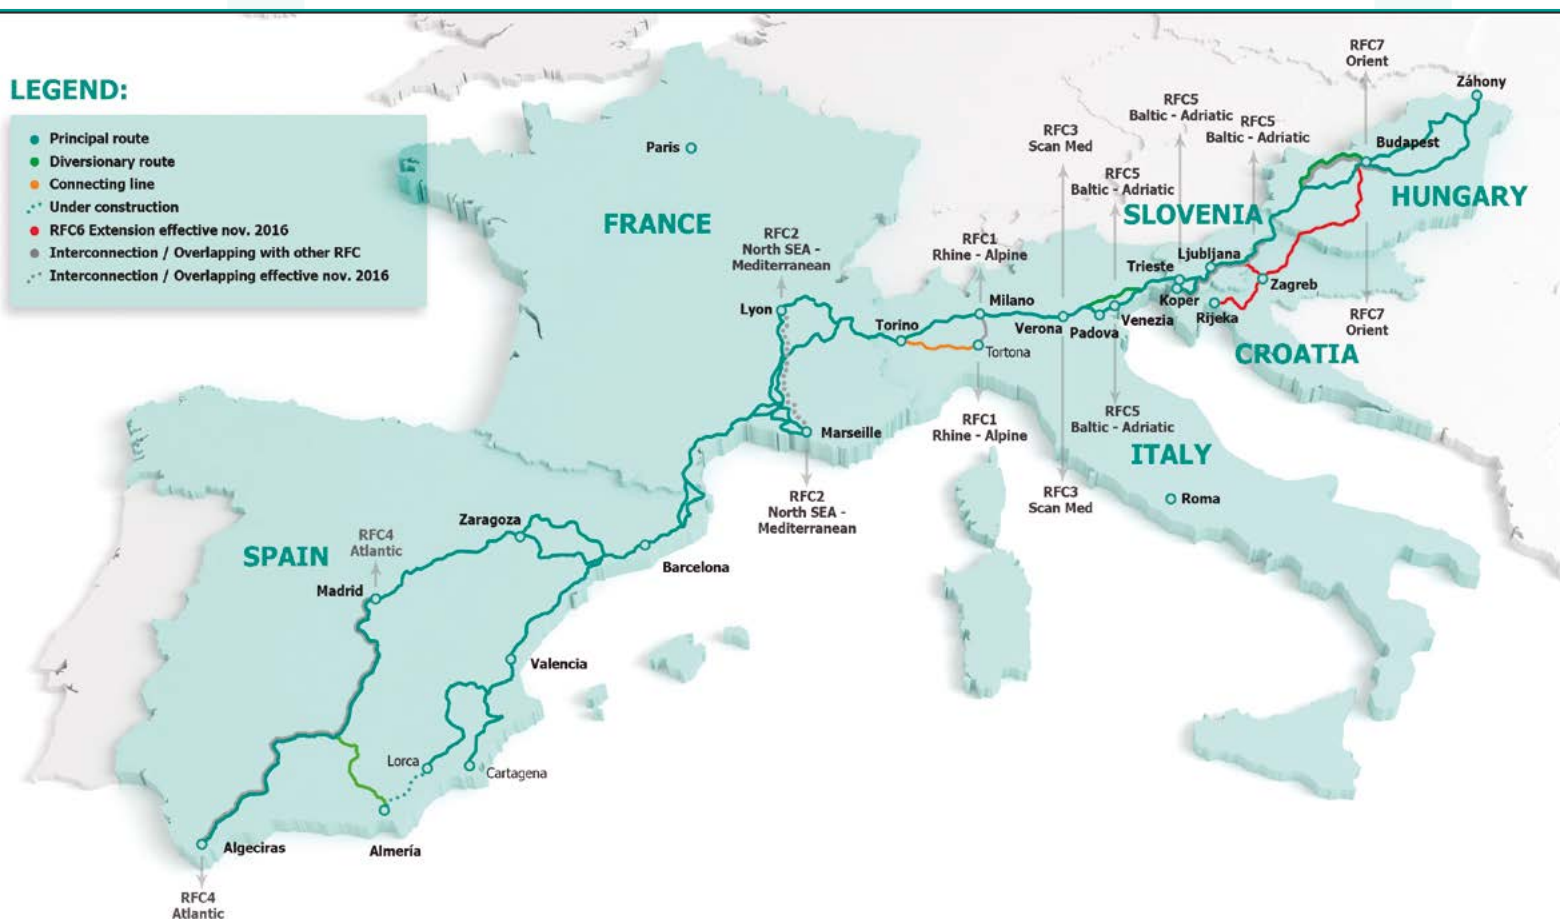 LEGEND:
Principal route
Diversionary route
Connecting line
Under construction
RFC6 Extension effective nov. 2016
Interconnection / Overlapping with other RFC
Interconnection / Overlapping effective nov. 2016
RFC7
Orient
Záhony
RFC5
Baltic - Adriatic
RFC5
Baltic - Adriatic
RFC3
Scan Med
Budapest
Paris
RFC5
Baltic - Adriatic
HUNGARY
SLOVENIA
FRANCE
RFC2
North SEA -
Mediterranean
RFC1
Rhine - Alpine
Ljubljana
Trieste
Zagreb
Koper
Milano
Lyon
Torino
Verona
Padova
Venezia
Rijeka
RFC7
Orient
Tortona
CROATIA
RFC1
Rhine - Alpine
RFC5
Baltic - Adriatic
Marseille
ITALY
RFC3
Scan Med
Roma
RFC2
North SEA -
Mediterranean
Zaragoza
RFC4
Atlantic
SPAIN
Barcelona
Madrid
Valencia
Lorca
Cartagena
Algeciras
Almería
RFC4
Atlantic